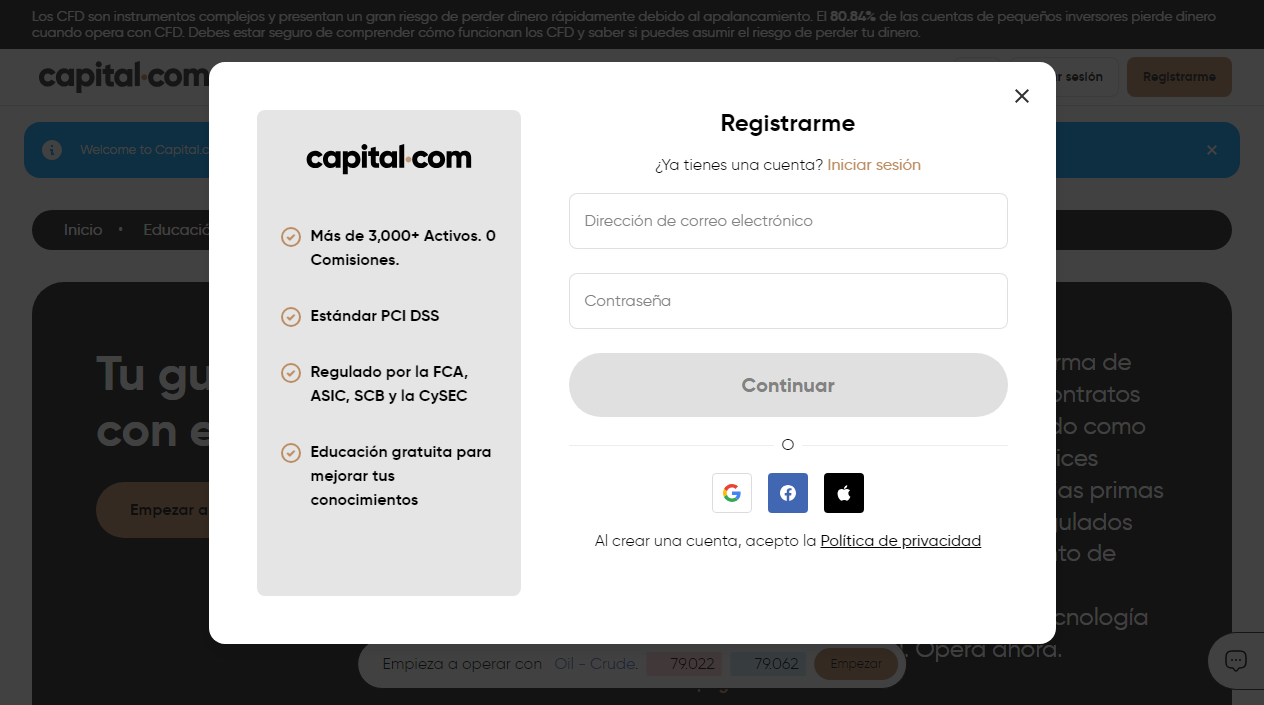 Los CFD son instrumentos complejos y presentan un gran riesgo de perder dinero rápidamente debido al apalancamiento. El 80.84% de las cuentas de pequeños inversores pierde dinero
cuando opera con CFD. Debes estar seguro de comprender cómo funcionan los CFD y saber si puedes asumir el riesgo de perder tu dinero.
capital.com
sesión
Registrarme
Welcome to Capital.c
Inicio • Educació
Tu gu
con e
Empezar a
capital.com
Más de 3,000+ Activos. 0
Comisiones.
Estándar PCI DSS
Regulado por la FCA,
ASIC, SCB y la CySEC
Educación gratuita para
mejorar tus
conocimientos
Registrarme
¿Ya tienes una cuenta? Iniciar sesión
Dirección de correo electrónico
Contraseña
Continuar
O
Al crear una cuenta, acepto la Política de privacidad
rma de
ontratos
do como
ices
as primas
ulados
to de
cnología
. Opera ahora.
Empieza a operar con Oil - Crude. 79.022 79.062 Empezar